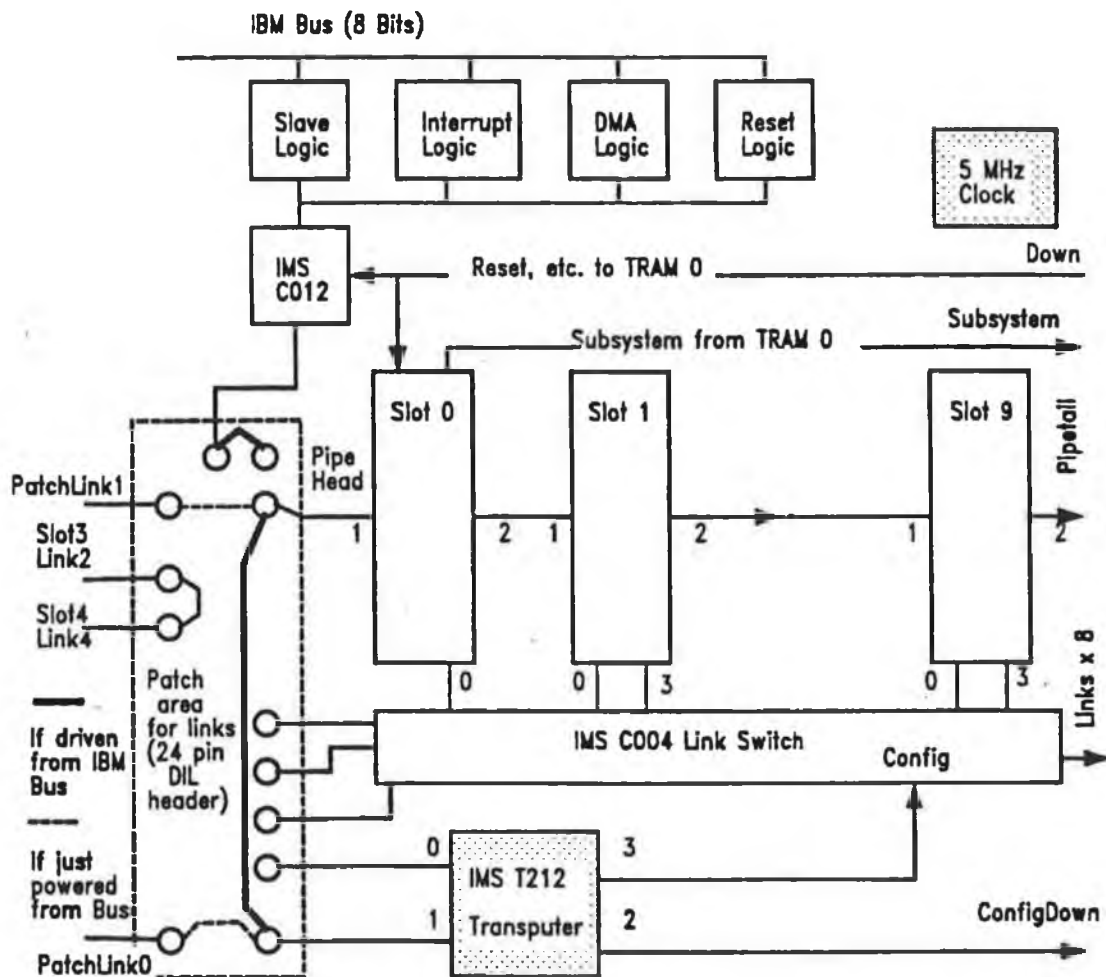 IBM Bus (8 Bits)
Slave
Logic
Interrupt
Logic
DMA
Logic
Reset
Logic
5 MHz
Clock
IMS
C012
Reset, etc. to TRAM 0
Down
Subsystem from TRAM 0
Subsystem
Slot 0
Slot 1
Slot 9
Pipetail
Pipe
Head
PatchLink1
1
2
1
2
1
2
Slot3
Link2
Slot4
Link4
0
0
3
0
3
Links x 8
Patch
area
for links
(24 pin
DIL
header)
IMS C004 Link Switch
Config
If driven
from IBM
Bus
If just
powered
from Bus
0
3
IMS T212
Transputer
1
2
ConfigDown
PatchLink0